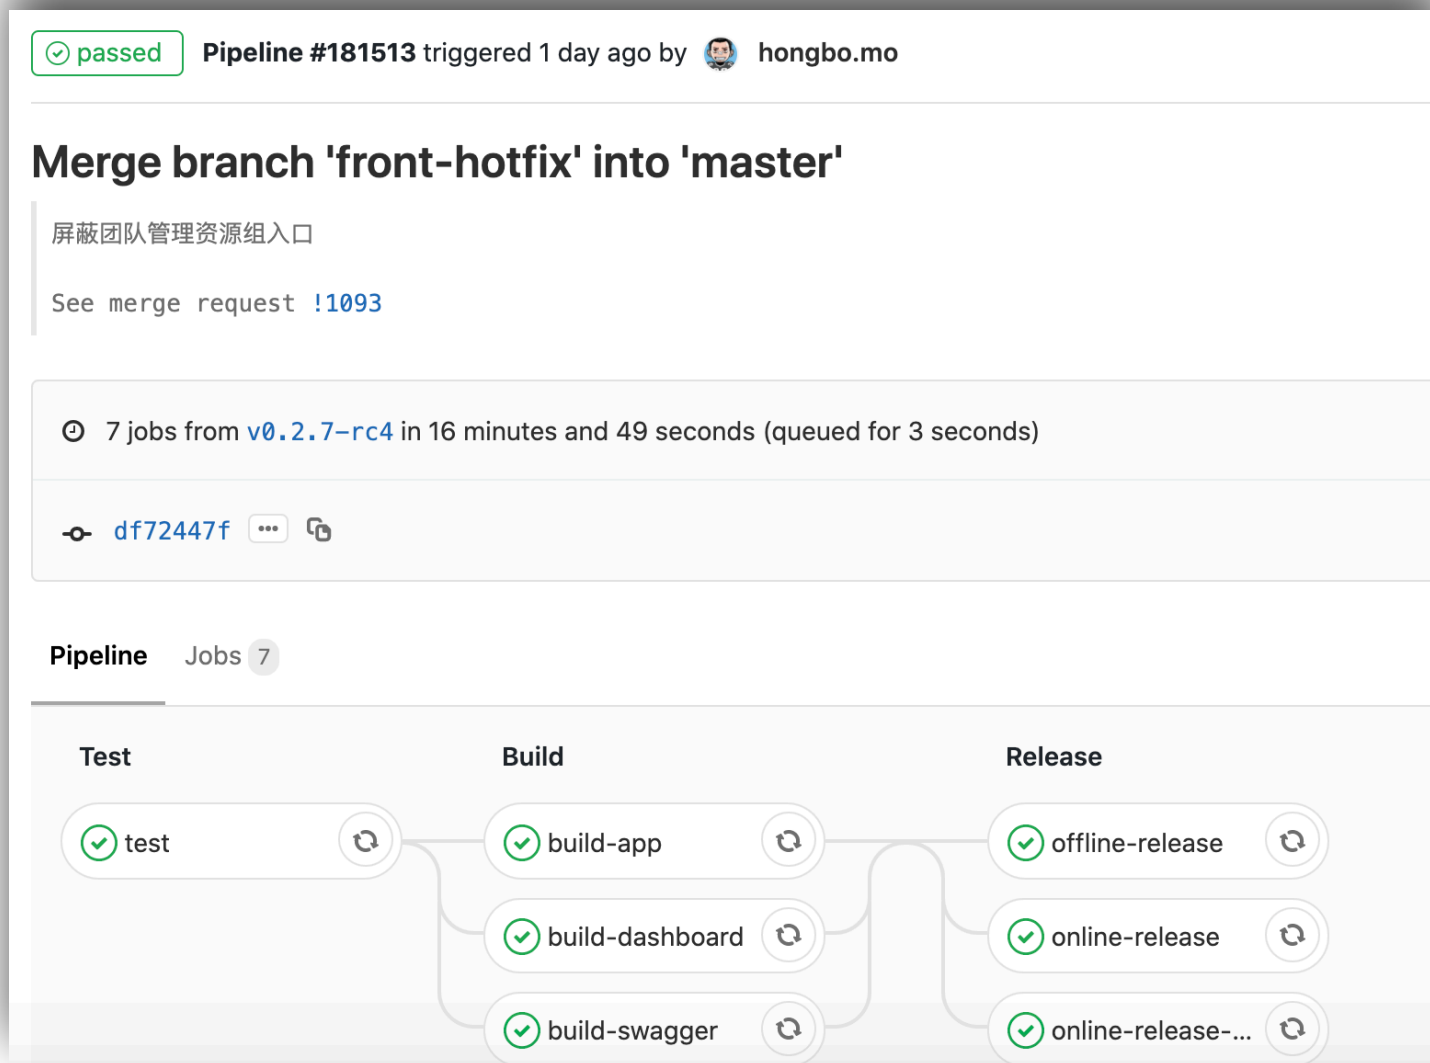 passed Pipeline #181513 triggered 1 day ago by hongbo.mo
Merge branch 'front-hotfix' into 'master'
屏蔽团队管理资源组入口
See merge request !1093
7 jobs from v0.2.7-rc4 in 16 minutes and 49 seconds (queued for 3 seconds)
df72447f ...
Pipeline Jobs 7
Test Build Release
test build-app offline-release
build-dashboard online-release
build-swagger online-release-...